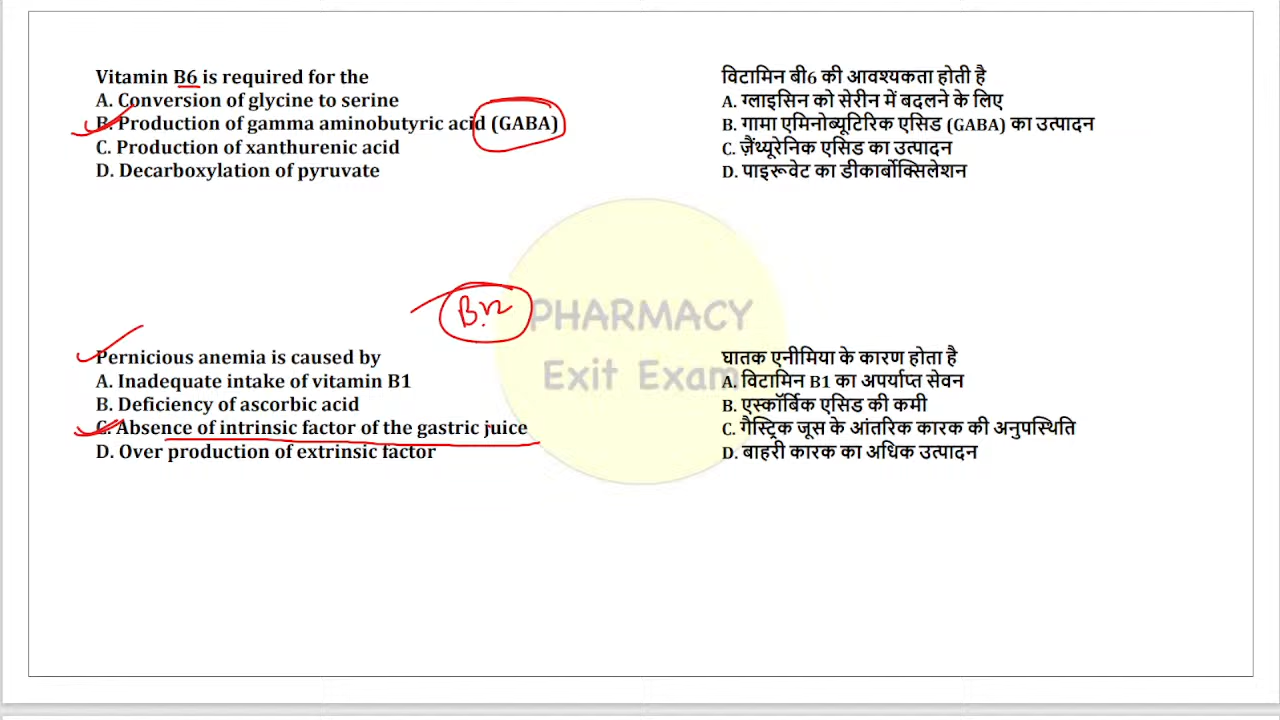 Vitamin B6 is required for the
A. Conversion of glycine to serine
B. Production of gamma aminobutyric acid (GABA)
C. Production of xanthurenic acid
D. Decarboxylation of pyruvate
विटामिन बी6 की आवश्यकता होती है
A. ग्लाइसिन को सेरीन में बदलने के लिए
B. गामा एमिनोब्यूटिरिक एसिड (GABA) का उत्पादन
C. ज़ैंथ्यूरेनिक एसिड का उत्पादन
D. पाइरूवेट का डीकार्बोक्सिलेशन
B12
PHARMACY
Exit Exam
Pernicious anemia is caused by
A. Inadequate intake of vitamin B1
B. Deficiency of ascorbic acid
C. Absence of intrinsic factor of the gastric juice
D. Over production of extrinsic factor
घातक एनीमिया के कारण होता है
A. विटामिन B1 का अपर्याप्त सेवन
B. एस्कॉर्बिक एसिड की कमी
C. गैस्ट्रिक जूस के आंतरिक कारक की अनुपस्थिति
D. बाहरी कारक का अधिक उत्पादन